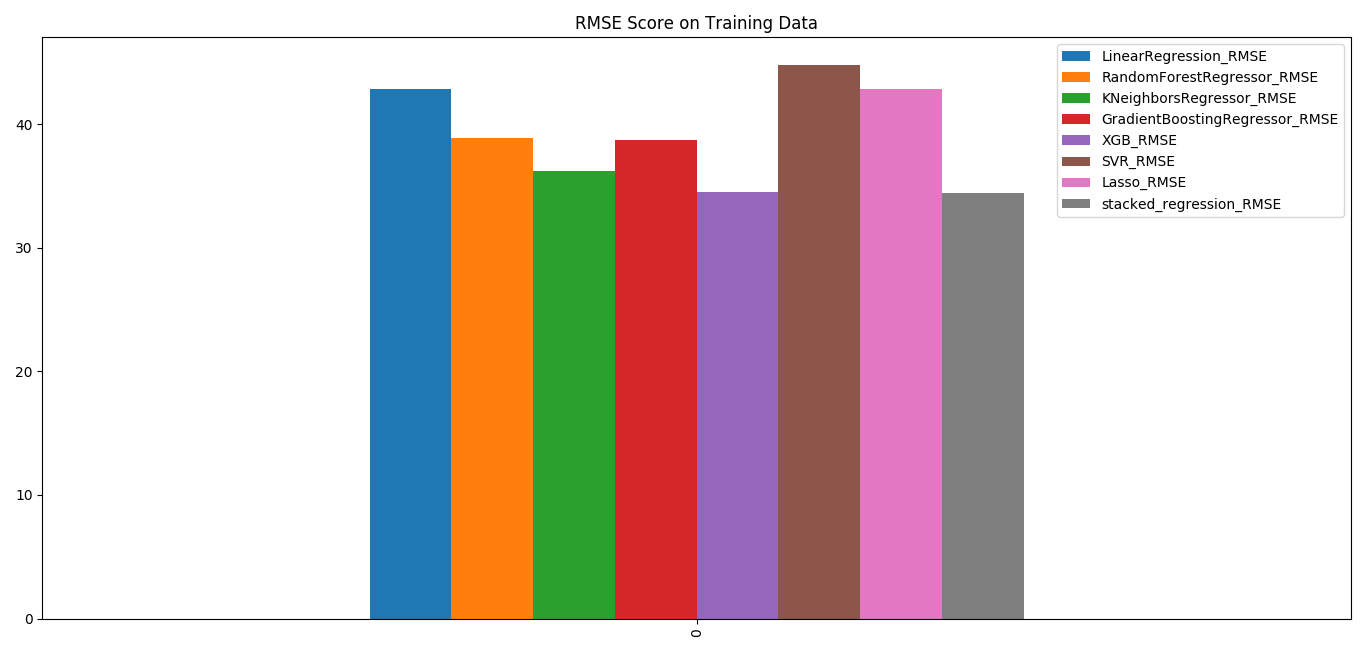 RMSE Score on Training Data
LinearRegression_RMSE
RandomForestRegressor_RMSE
KNeighborsRegressor_RMSE
GradientBoostingRegressor_RMSE
XGB_RMSE
SVR_RMSE
Lasso_RMSE
stacked_regression_RMSE
40
30
20
10
0
0